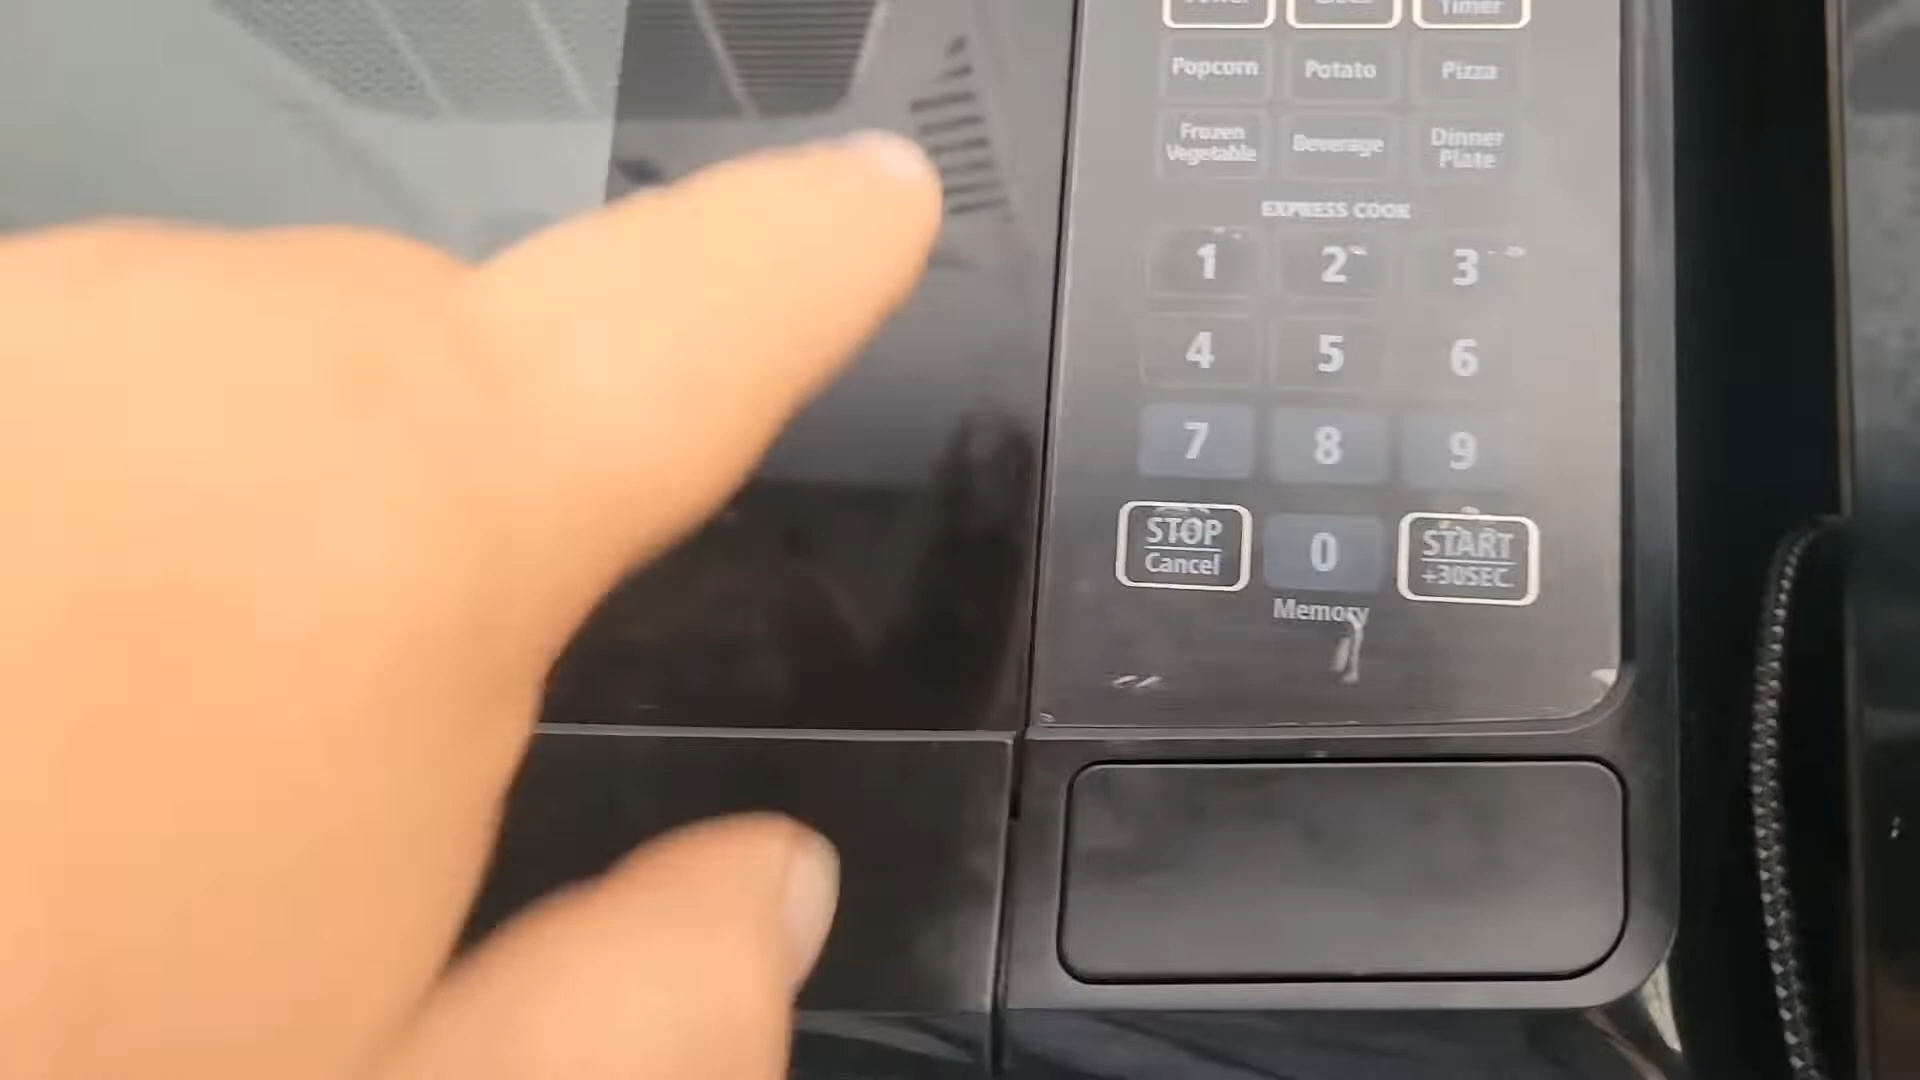 Timer
Popcorn Potato Pizza
Frozen Beverage Dinner
Vegetable Plate
EXPRESS COOK
1 2 3
4 5 6
7 8 9
STOP 0 START
Cancel +30SEC.
Memory